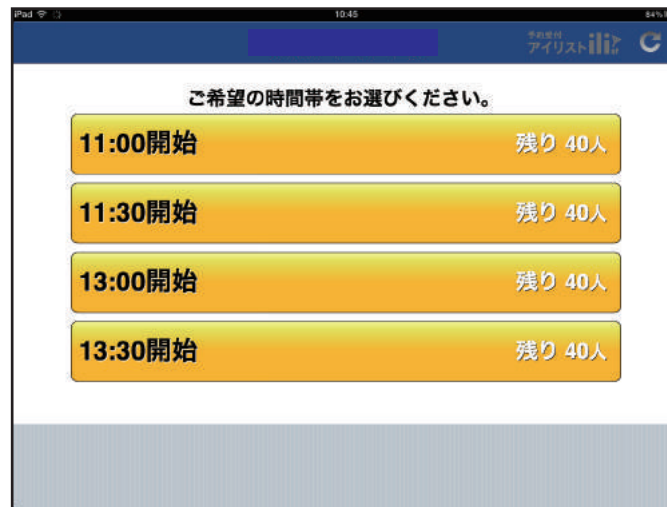 iPad 10:45 84%
予約受付
アイリスト
ご希望の時間帯をお選びください。
11:00開始 残り 40人
11:30開始 残り 40人
13:00開始 残り 40人
13:30開始 残り 40人